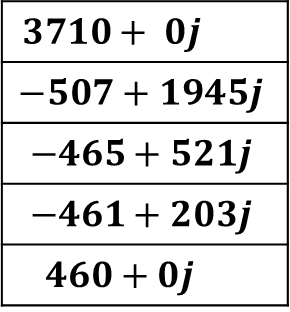 3710 + 0j
−507 + 1945j
−465 + 521j
−461 + 203j
460 + 0j